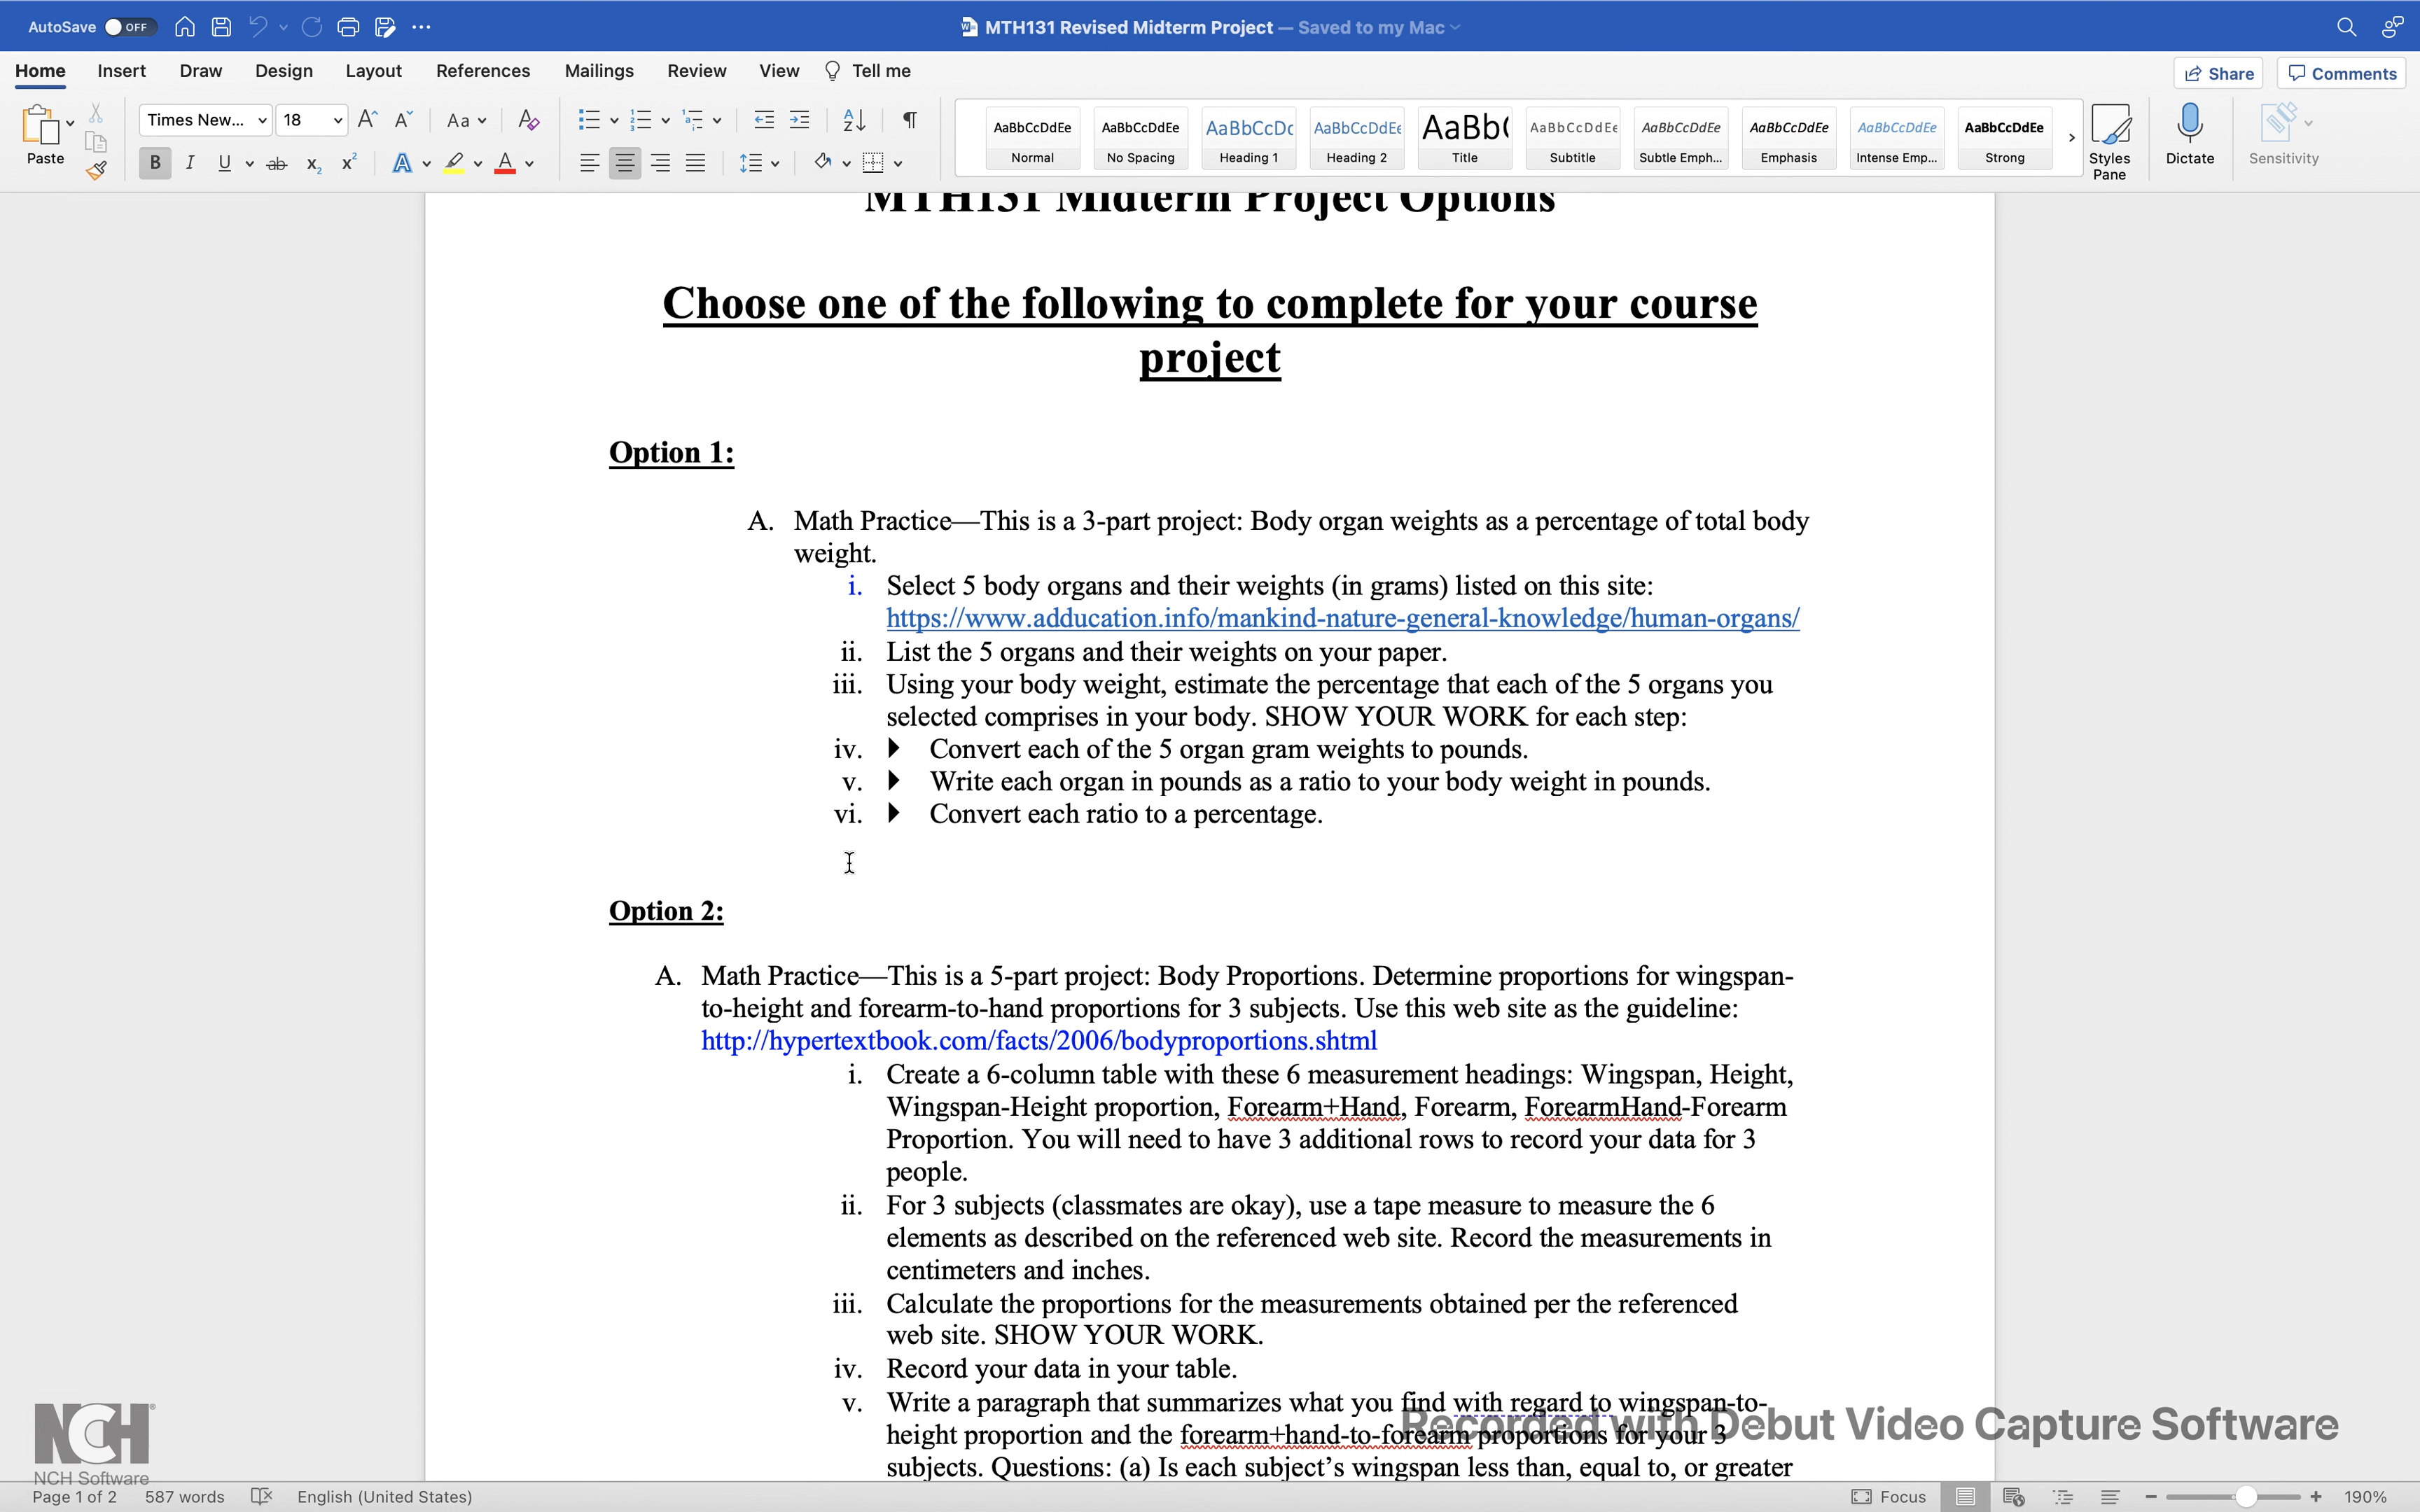 AutoSave OFF
MTH131 Revised Midterm Project — Saved to my Mac
Home Insert Draw Design Layout References Mailings Review View Tell me
Share Comments
Paste
Times New... 18
AaBbCcDdEe AaBbCcDdEe AaBbCcDc AaBbCcDdEe AaBb( AaBbCcDdEe AaBbCcDdEe AaBbCcDdEe AaBbCcDdEe AaBbCcDdEe
Normal No Spacing Heading 1 Heading 2 Title Subtitle Subtle Emph... Emphasis Intense Emp... Strong
Styles Pane
Dictate
Sensitivity
MTH131 Midterm Project Options
Choose one of the following to complete for your course
project
Option 1:
A. Math Practice—This is a 3-part project: Body organ weights as a percentage of total body
weight.
i. Select 5 body organs and their weights (in grams) listed on this site:
https://www.adducation.info/mankind-nature-general-knowledge/human-organs/
ii. List the 5 organs and their weights on your paper.
iii. Using your body weight, estimate the percentage that each of the 5 organs you
selected comprises in your body. SHOW YOUR WORK for each step:
iv. Convert each of the 5 organ gram weights to pounds.
v. Write each organ in pounds as a ratio to your body weight in pounds.
vi. Convert each ratio to a percentage.
Option 2:
A. Math Practice—This is a 5-part project: Body Proportions. Determine proportions for wingspan-
to-height and forearm-to-hand proportions for 3 subjects. Use this web site as the guideline:
http://hypertextbook.com/facts/2006/bodyproportions.shtml
i. Create a 6-column table with these 6 measurement headings: Wingspan, Height,
Wingspan-Height proportion, Forearm+Hand, Forearm, ForearmHand-Forearm
Proportion. You will need to have 3 additional rows to record your data for 3
people.
ii. For 3 subjects (classmates are okay), use a tape measure to measure the 6
elements as described on the referenced web site. Record the measurements in
centimeters and inches.
iii. Calculate the proportions for the measurements obtained per the referenced
web site. SHOW YOUR WORK.
iv. Record your data in your table.
v. Write a paragraph that summarizes what you find with regard to wingspan-to-
height proportion and the forearm+hand-to-forearm proportions for your 3
subjects. Questions: (a) Is each subject's wingspan less than, equal to, or greater
NCH
NCH Software
Recorded with Debut Video Capture Software
Page 1 of 2 587 words English (United States)
Focus 190%